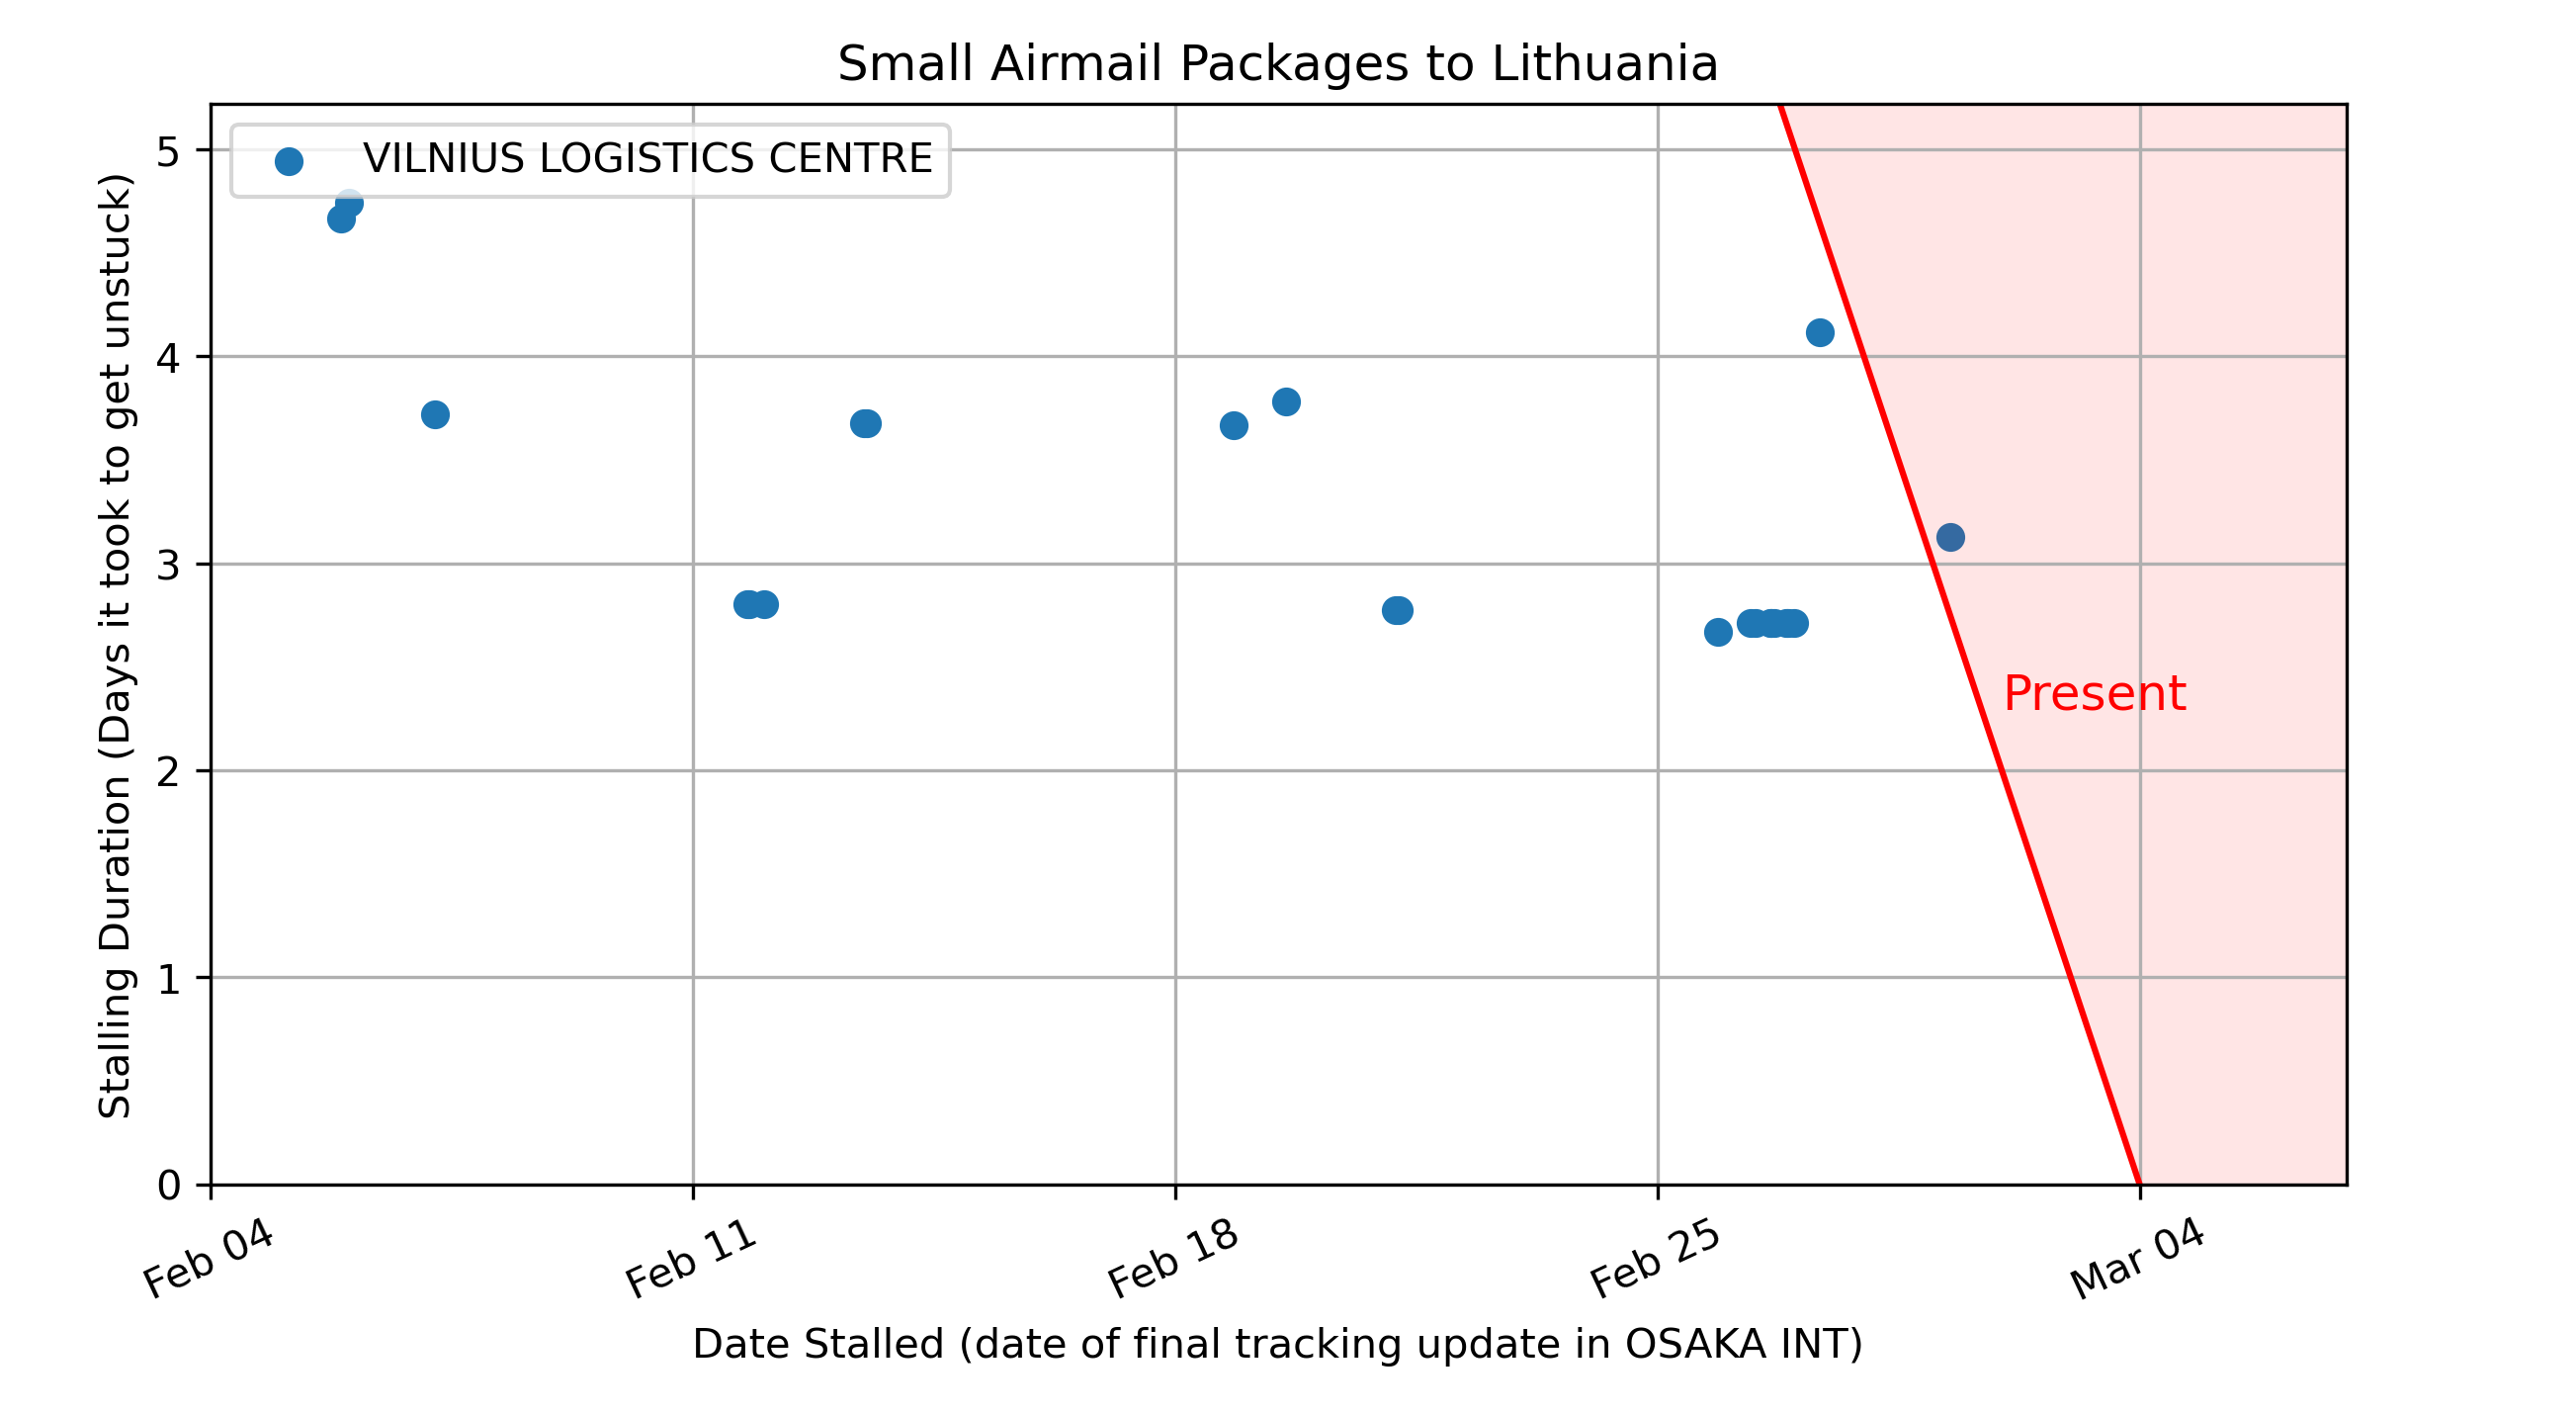 Small Airmail Packages to Lithuania
VILNIUS LOGISTICS CENTRE
Stalling Duration (Days it took to get unstuck)
5
4
3
2
1
0
Present
Feb 04
Feb 11
Feb 18
Feb 25
Mar 04
Date Stalled (date of final tracking update in OSAKA INT)